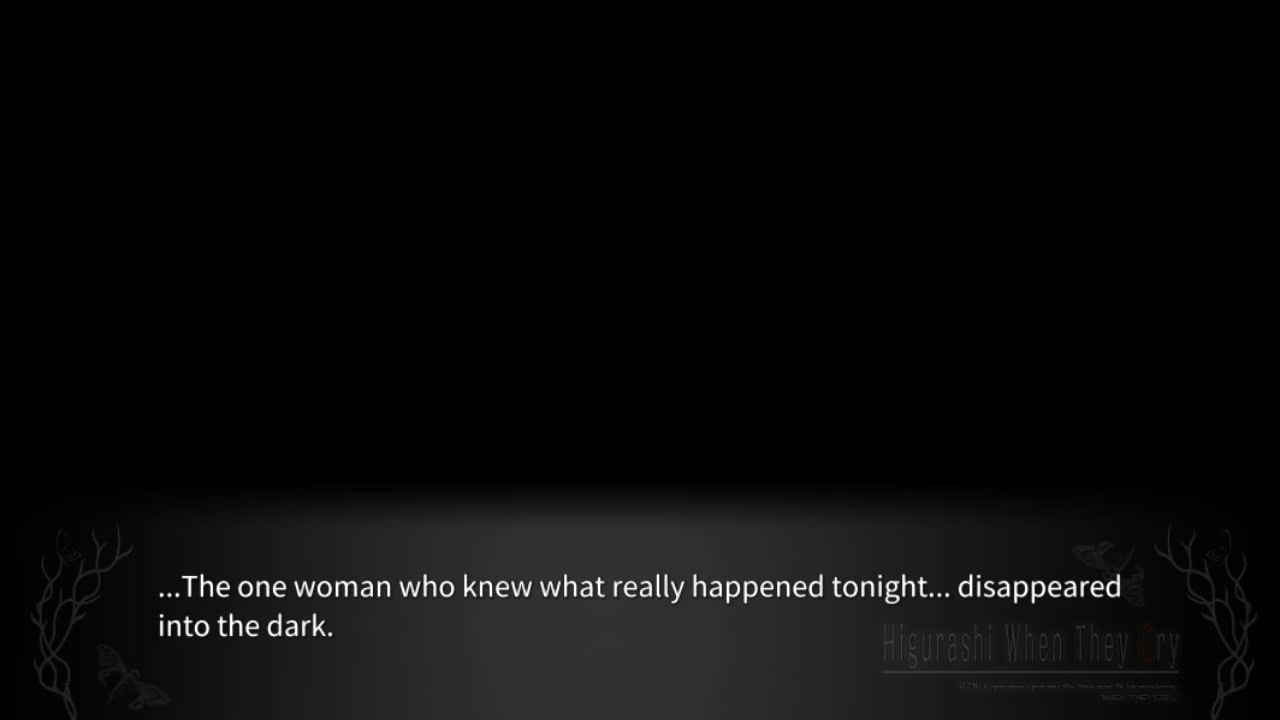 ...The one woman who knew what really happened tonight... disappeared
into the dark.
Higurashi When They Cry